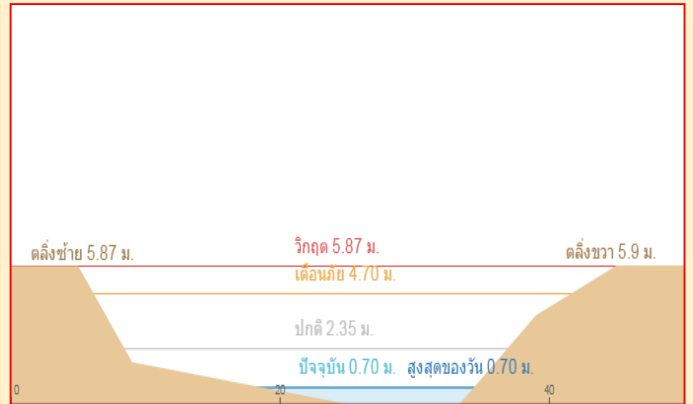 วิกฤต 5.87 ม.
ตลิ่งซ้าย 5.87 ม.
ตลิ่งขวา 5.9 ม.
เตือนภัย 4.70 ม.
ปกติ 2.35 ม.
ปัจจุบัน 0.70 ม. สูงสุดของวัน 0.70 ม.
0 20 40